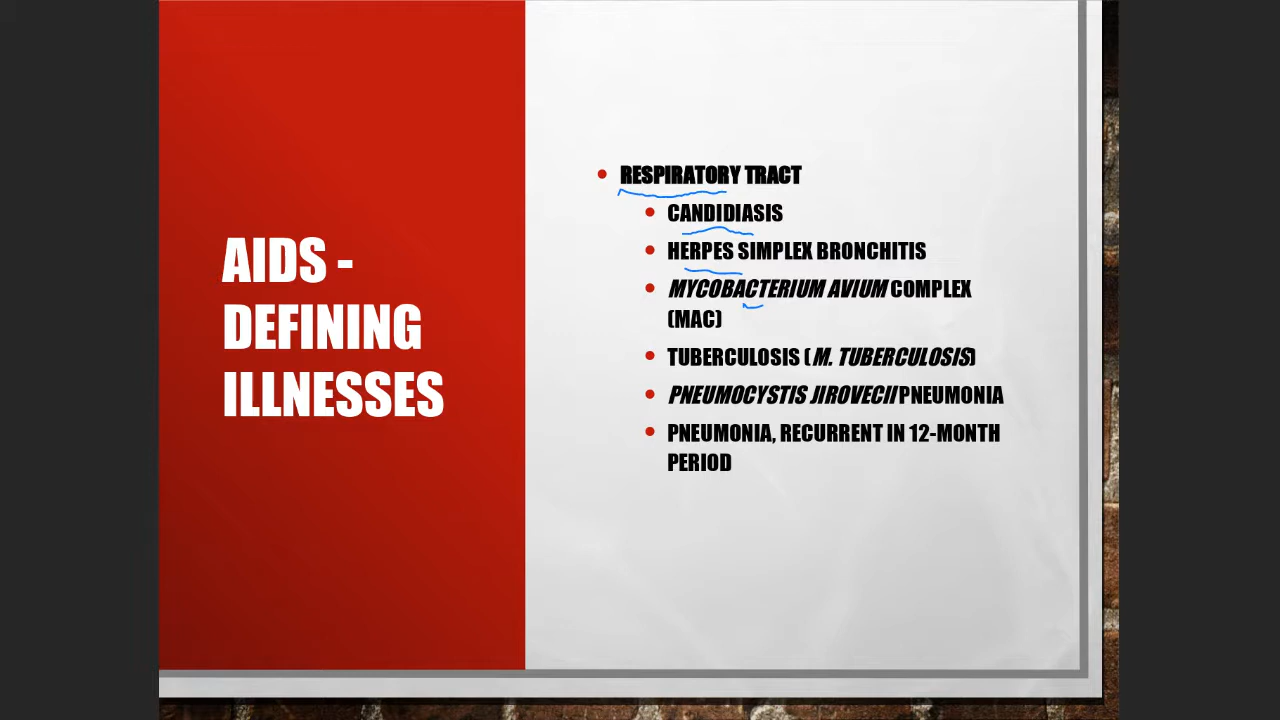 AIDS -
DEFINING
ILLNESSES
RESPIRATORY TRACT
CANDIDIASIS
HERPES SIMPLEX BRONCHITIS
MYCOBACTERIUM AVIUM COMPLEX
(MAC)
TUBERCULOSIS (M. TUBERCULOSIS)
PNEUMOCYSTIS JIROVECII PNEUMONIA
PNEUMONIA, RECURRENT IN 12-MONTH
PERIOD